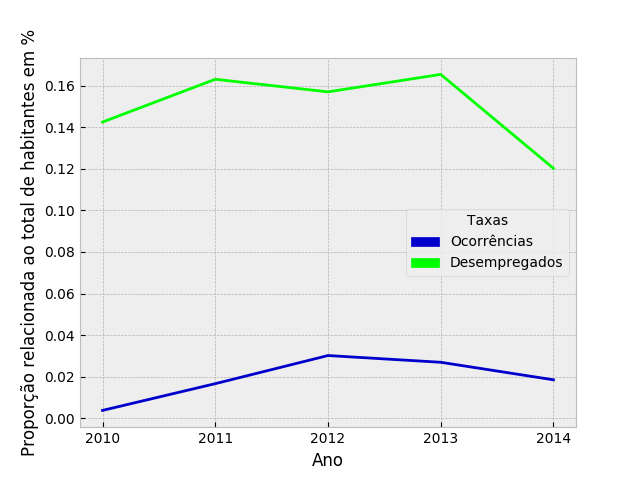 Proporção relacionada ao total de habitantes em %
0.16
0.14
0.12
0.10
0.08
0.06
0.04
0.02
0.00
Taxas
Ocorrências
Desempregados
2010 2011 2012 2013 2014
Ano